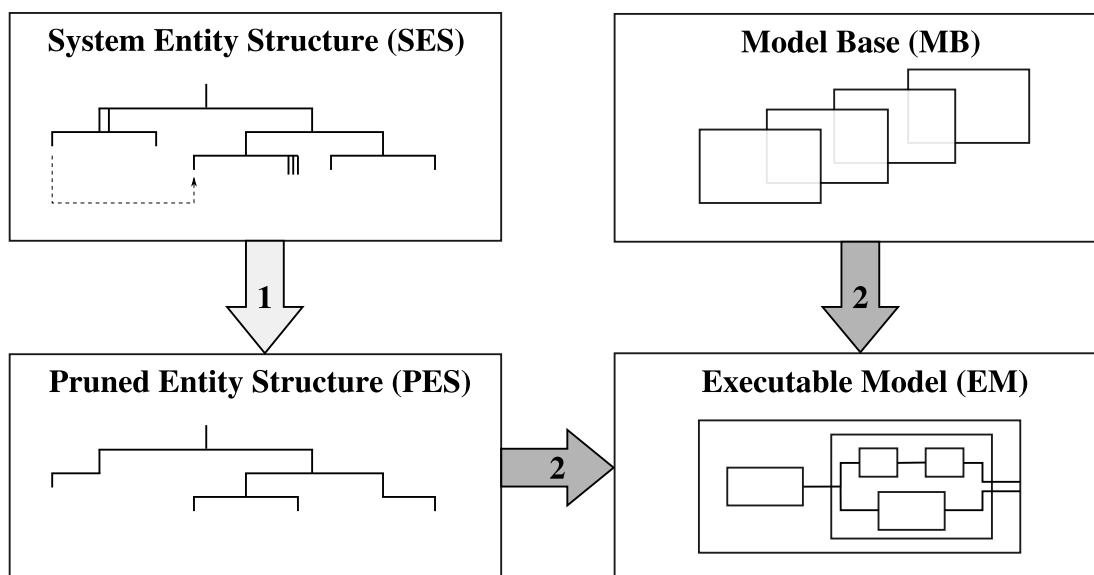 System Entity Structure (SES)
Model Base (MB)
1
2
Pruned Entity Structure (PES)
Executable Model (EM)
2